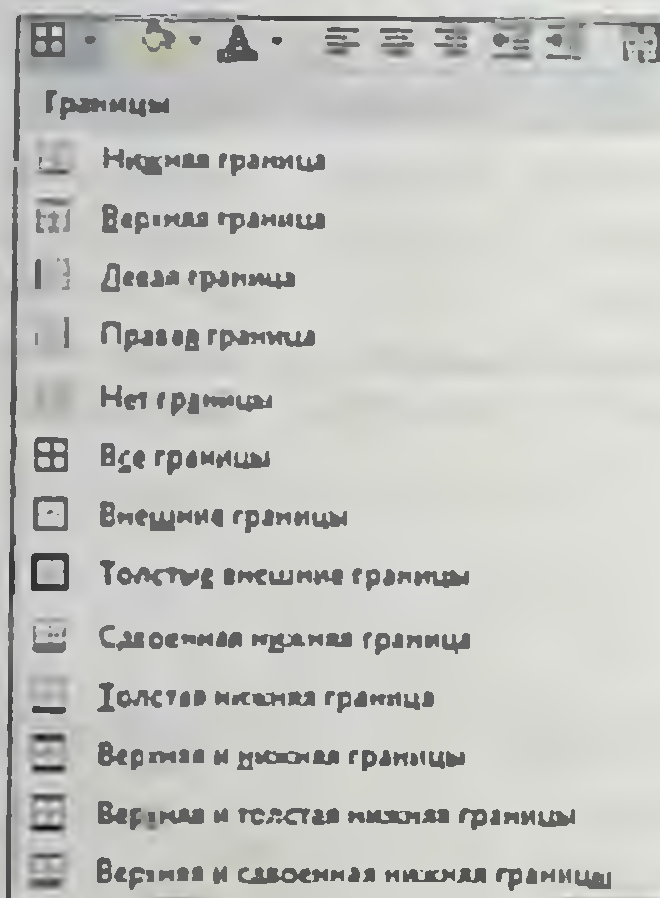 Границы
Нижняя граница
Верхняя граница
Левая граница
Правая граница
Нет границы
Все границы
Внешние границы
Толстые внешние границы
Сдвоенная нижняя граница
Толстая нижняя граница
Верхняя и нижняя границы
Верхняя и толстая нижняя границы
Верхняя и сдвоенная нижняя границы